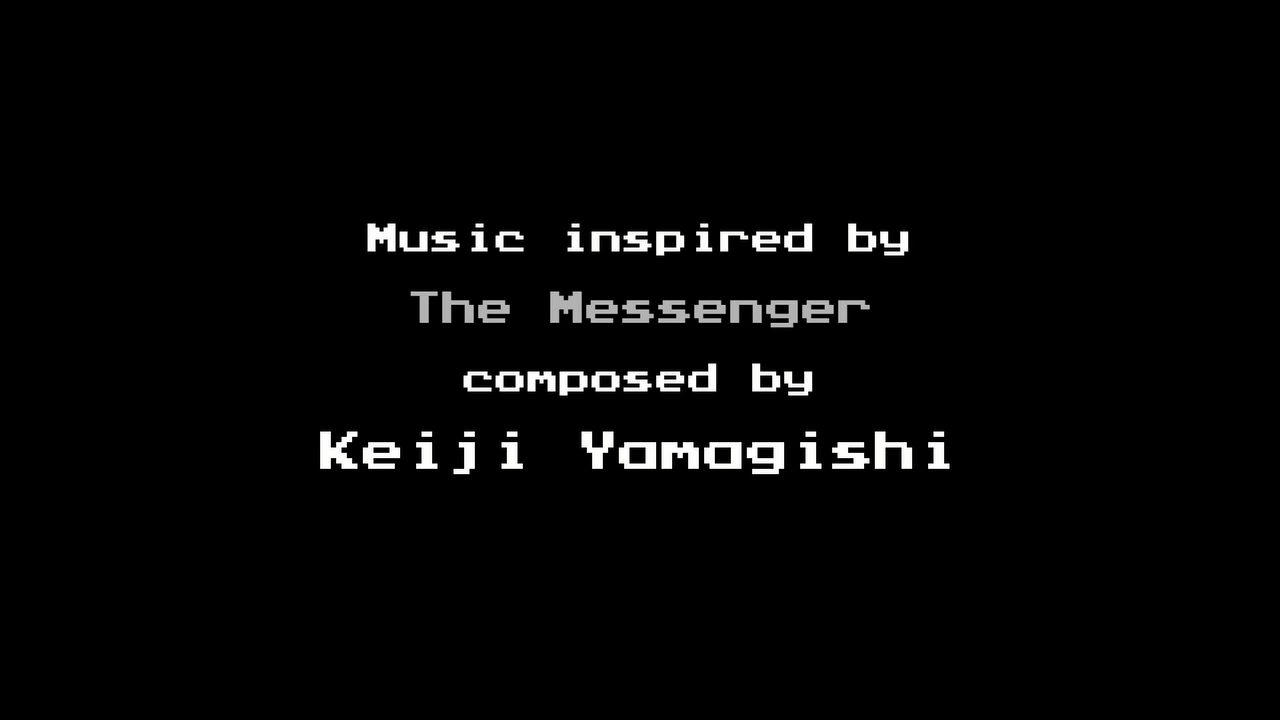 Music inspired by
The Messenger
composed by
Keiji Yamagishi